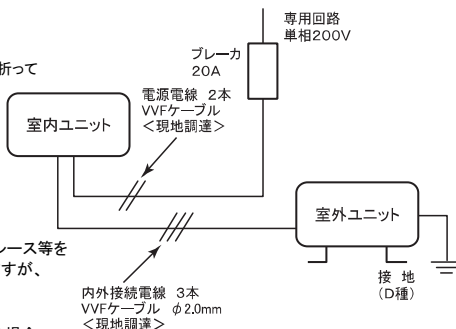 専用回路
単相200V
ブレーカ
20A
折って
電源電線 2本
VVFケーブル
<現地調達>
室内ユニット
室外ユニット
レース等を
すが、
接 地
(D種)
内外接続電線 3本
VVFケーブル φ2.0mm
<現地調達>